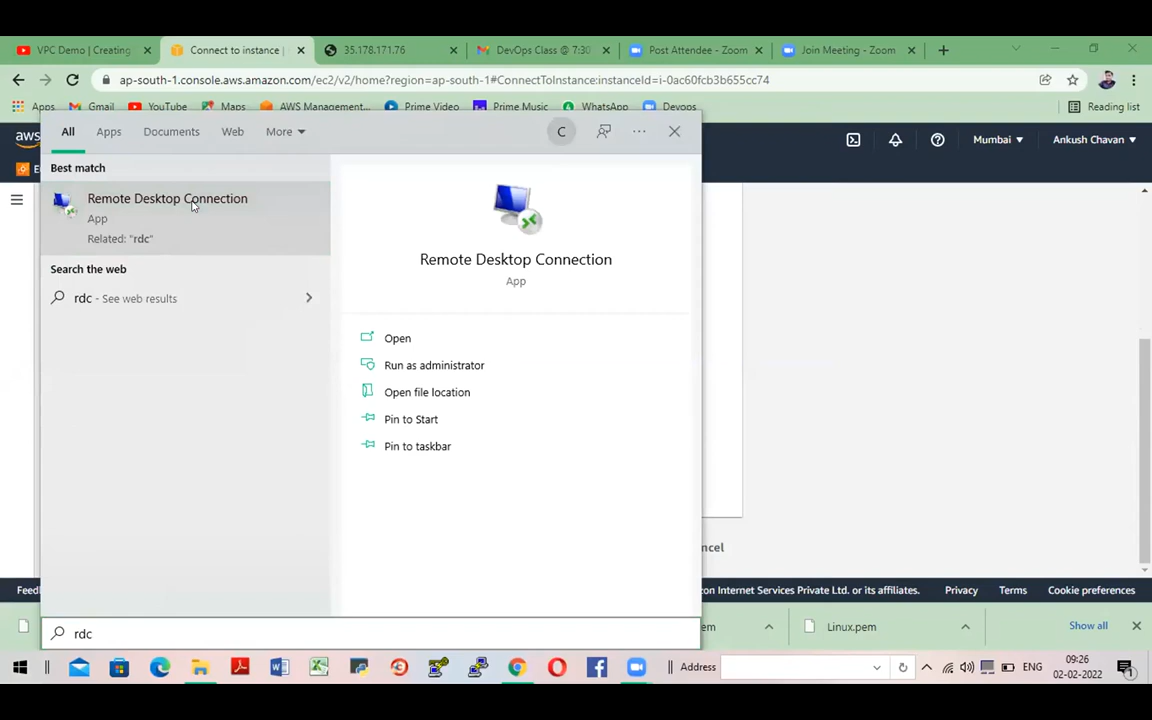 VPC Demo | Creating
Connect to instance |
35.178.171.76
DevOps Class @ 7:30
Post Attendee - Zoom
Join Meeting - Zoom
ap-south-1.console.aws.amazon.com/ec2/v2/home?region=ap-south-1#ConnectToInstance:instanceId=i-0ac60fcb3b655cc74
Apps
Gmail
YouTube
Maps
AWS Management...
Prime Video
Prime Music
WhatsApp
Devops
Reading list
All
Apps
Documents
Web
More
C
aws
Mumbai
Ankush Chavan
Best match
Remote Desktop Connection
App
Related: "rdc"
Search the web
rdc - See web results
Remote Desktop Connection
App
Open
Run as administrator
Open file location
Pin to Start
Pin to taskbar
ncel
Feed
azon Internet Services Private Ltd. or its affiliates.
Privacy
Terms
Cookie preferences
rdc
em
Linux.pem
Show all
Address
ENG
09:26
02-02-2022
1